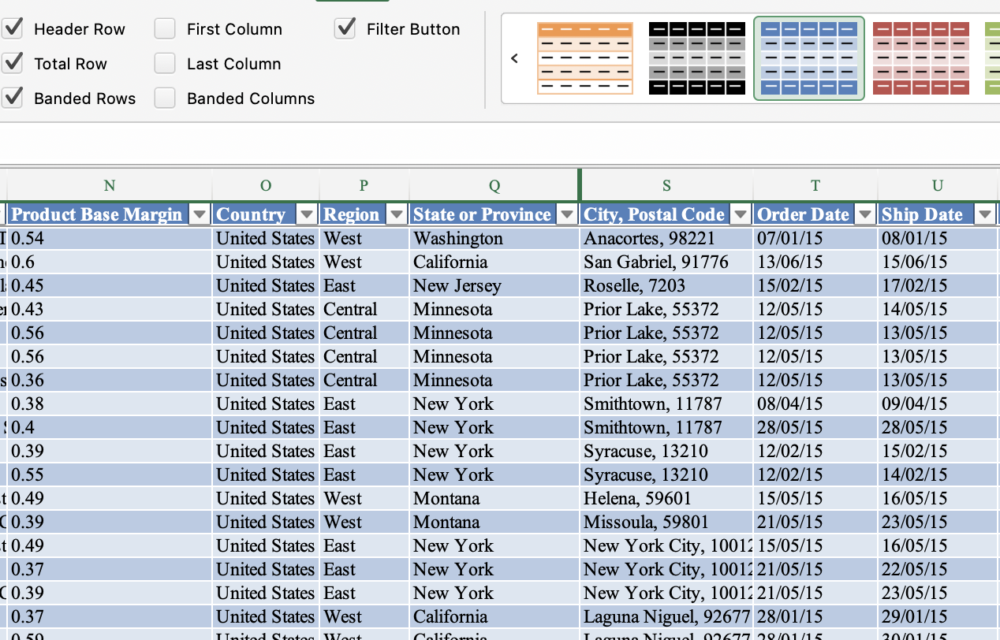 Header Row First Column Filter Button
Total Row Last Column
Banded Rows Banded Columns
N O P Q S T U
Product Base Margin Country Region State or Province City, Postal Code Order Date Ship Date
0.54 United States West Washington Anacortes, 98221 07/01/15 08/01/15
0.6 United States West California San Gabriel, 91776 13/06/15 15/06/15
0.45 United States East New Jersey Roselle, 7203 15/02/15 17/02/15
0.43 United States Central Minnesota Prior Lake, 55372 12/05/15 14/05/15
0.56 United States Central Minnesota Prior Lake, 55372 12/05/15 13/05/15
0.56 United States Central Minnesota Prior Lake, 55372 12/05/15 13/05/15
0.36 United States Central Minnesota Prior Lake, 55372 12/05/15 13/05/15
0.38 United States East New York Smithtown, 11787 08/04/15 09/04/15
0.4 United States East New York Smithtown, 11787 28/05/15 28/05/15
0.39 United States East New York Syracuse, 13210 12/02/15 15/02/15
0.55 United States East New York Syracuse, 13210 12/02/15 14/02/15
0.49 United States West Montana Helena, 59601 15/05/15 16/05/15
0.39 United States West Montana Missoula, 59801 21/05/15 23/05/15
0.49 United States East New York New York City, 10012 15/05/15 16/05/15
0.37 United States East New York New York City, 10012 21/05/15 22/05/15
0.39 United States East New York New York City, 10012 21/05/15 23/05/15
0.37 United States West California Laguna Niguel, 92677 28/01/15 29/01/15
0.59 United States West California Laguna Niguel, 92677 28/01/15 30/01/15